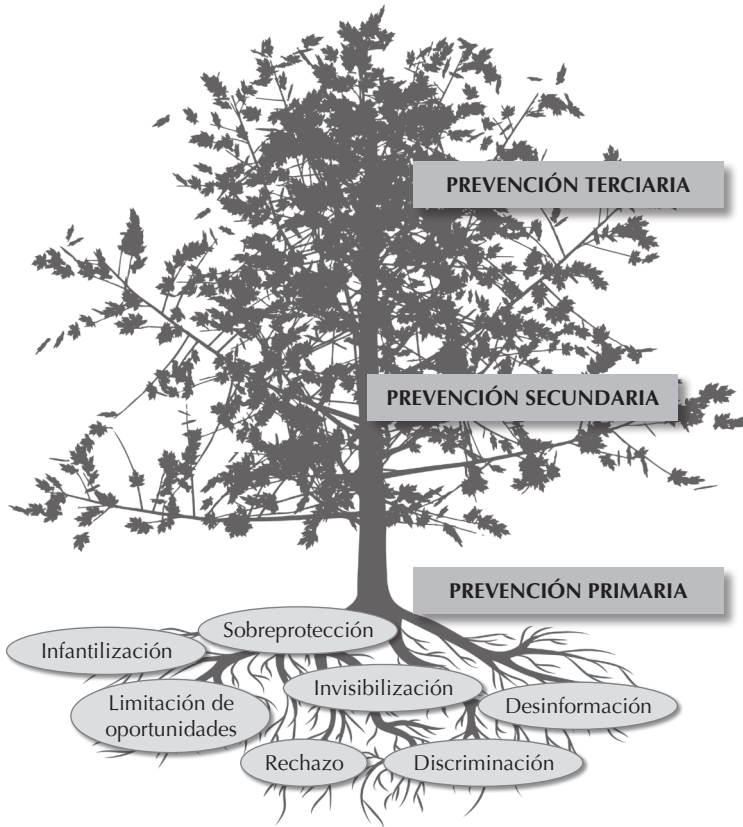 PREVENCIÓN TERCIARIA
PREVENCIÓN SECUNDARIA
PREVENCIÓN PRIMARIA
Sobreprotección
Infantilización
Invisibilización
Limitación de
oportunidades
Desinformación
Rechazo
Discriminación